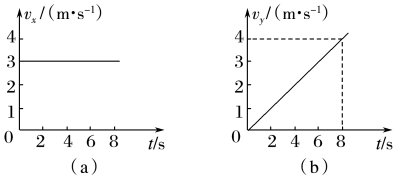 vₓ/(m·s⁻¹)
4
3
2
1
0
2 4 6 8 t/s
(a)
v_y/(m·s⁻¹)
4
3
2
1
0
2 4 6 8 t/s
(b)